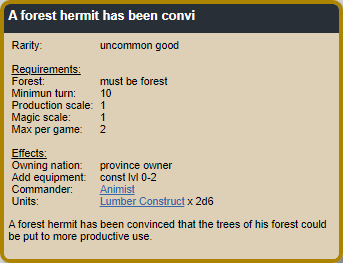 A forest hermit has been convi
Rarity: uncommon good
Requirements:
Forest: must be forest
Minimun turn: 10
Production scale: 1
Magic scale: 1
Max per game: 2
Effects:
Owning nation: province owner
Add equipment: const lvl 0-2
Commander: Animist
Units: Lumber Construct x 2d6
A forest hermit has been convinced that the trees of his forest could
be put to more productive use.